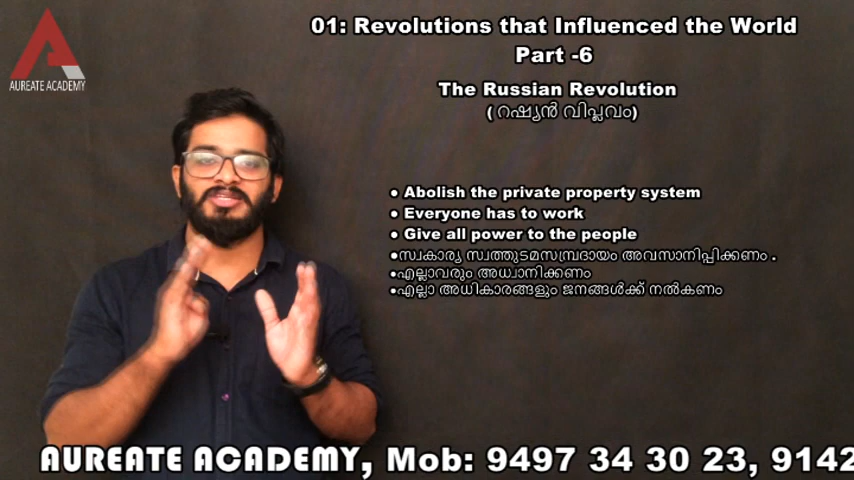 AUREATE ACADEMY
01: Revolutions that Influenced the World
Part -6
The Russian Revolution
( റഷ്യൻ വിപ്ലവം)
● Abolish the private property system
● Everyone has to work
● Give all power to the people
●സ്വകാര്യ സ്വത്തുടമസമ്പ്രദായം അവസാനിപ്പിക്കണം .
●എല്ലാവരും അധ്വാനിക്കണം
●എല്ലാ അധികാരങ്ങളും ജനങ്ങൾക്ക് നൽകണം
AUREATE ACADEMY, Mob: 9497 34 30 23, 9142